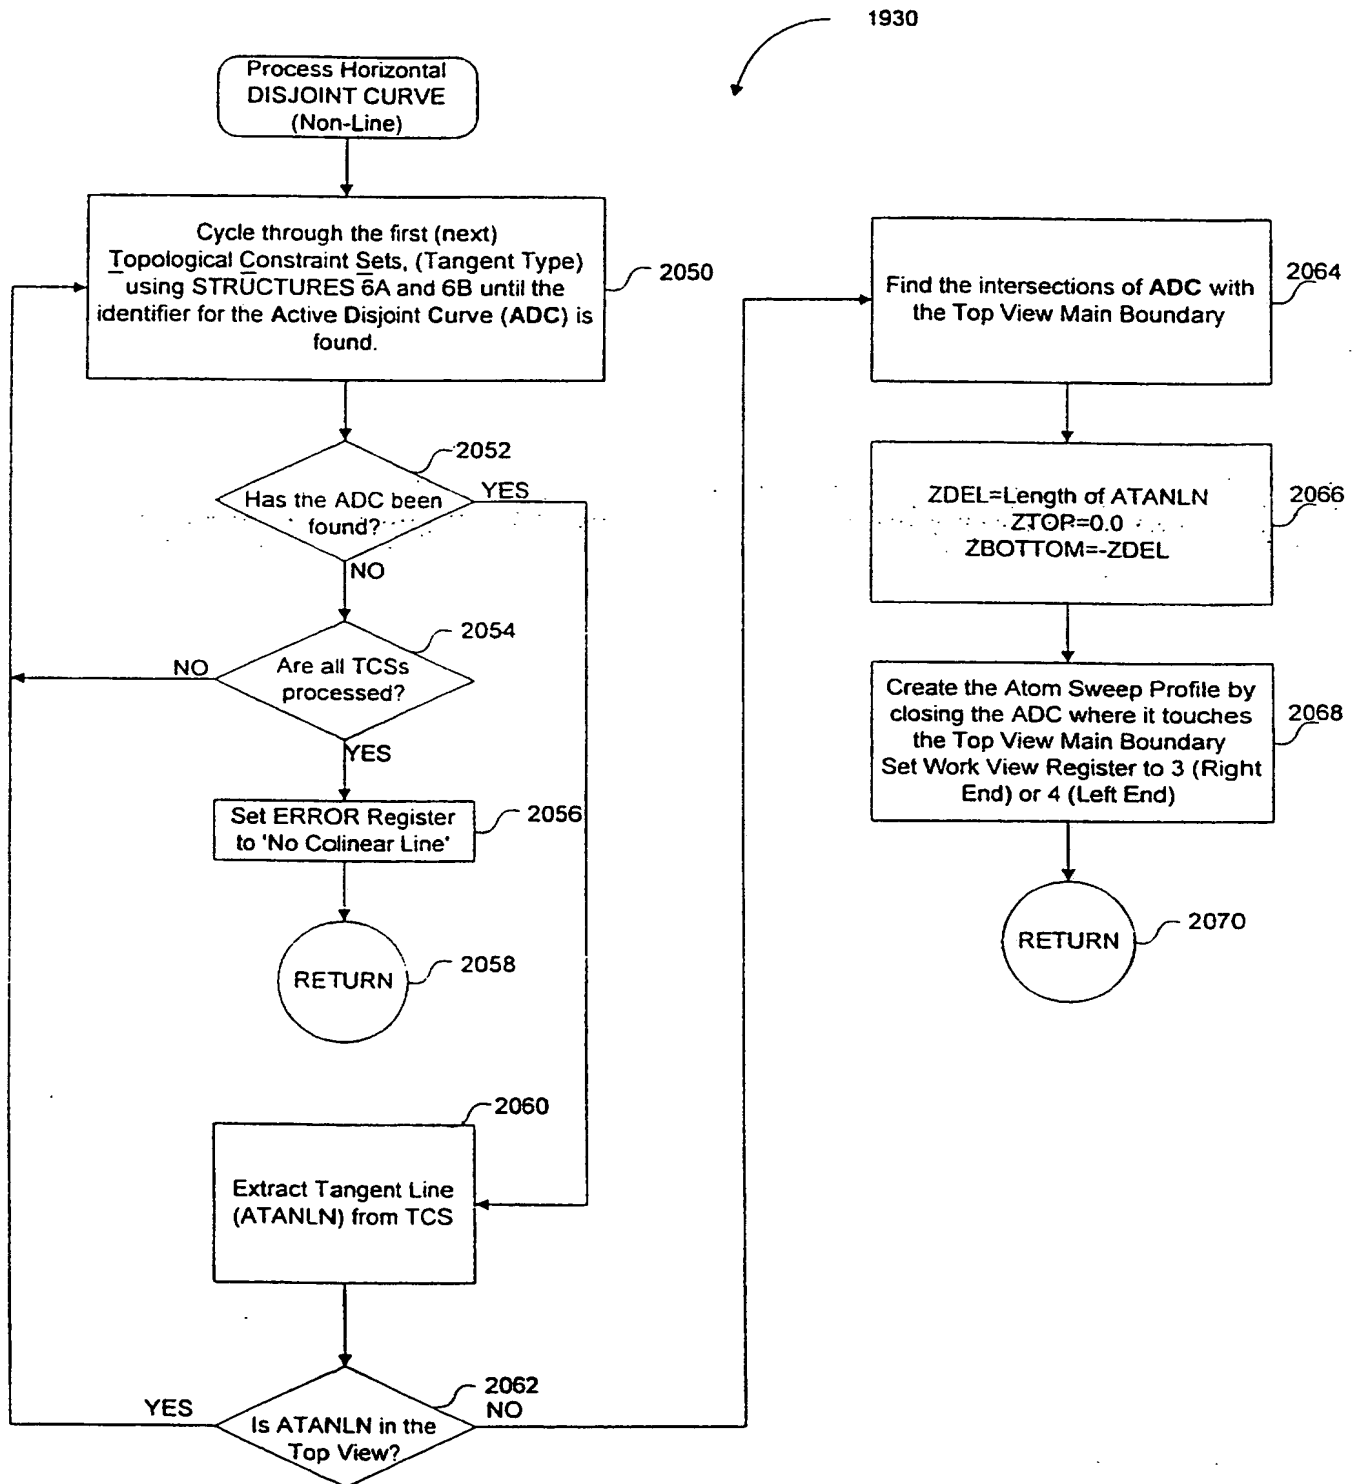 1930
Process Horizontal
DISJOINT CURVE
(Non-Line)
Cycle through the first (next)
Topological Constraint Sets, (Tangent Type)
using STRUCTURES 6A and 6B until the
identifier for the Active Disjoint Curve (ADC) is
found.
2050
2052
Has the ADC been
found?
YES
NO
2054
Are all TCSs
processed?
NO
YES
Set ERROR Register
to 'No Colinear Line'
2056
RETURN
2058
2060
Extract Tangent Line
(ATANLN) from TCS
2062
Is ATANLN in the
Top View?
YES
NO
Find the intersections of ADC with
the Top View Main Boundary
2064
ZDEL=Length of ATANLN
ZTOP=0.0
ZBOTTOM=-ZDEL
2066
Create the Atom Sweep Profile by
closing the ADC where it touches
the Top View Main Boundary
Set Work View Register to 3 (Right
End) or 4 (Left End)
2068
RETURN
2070